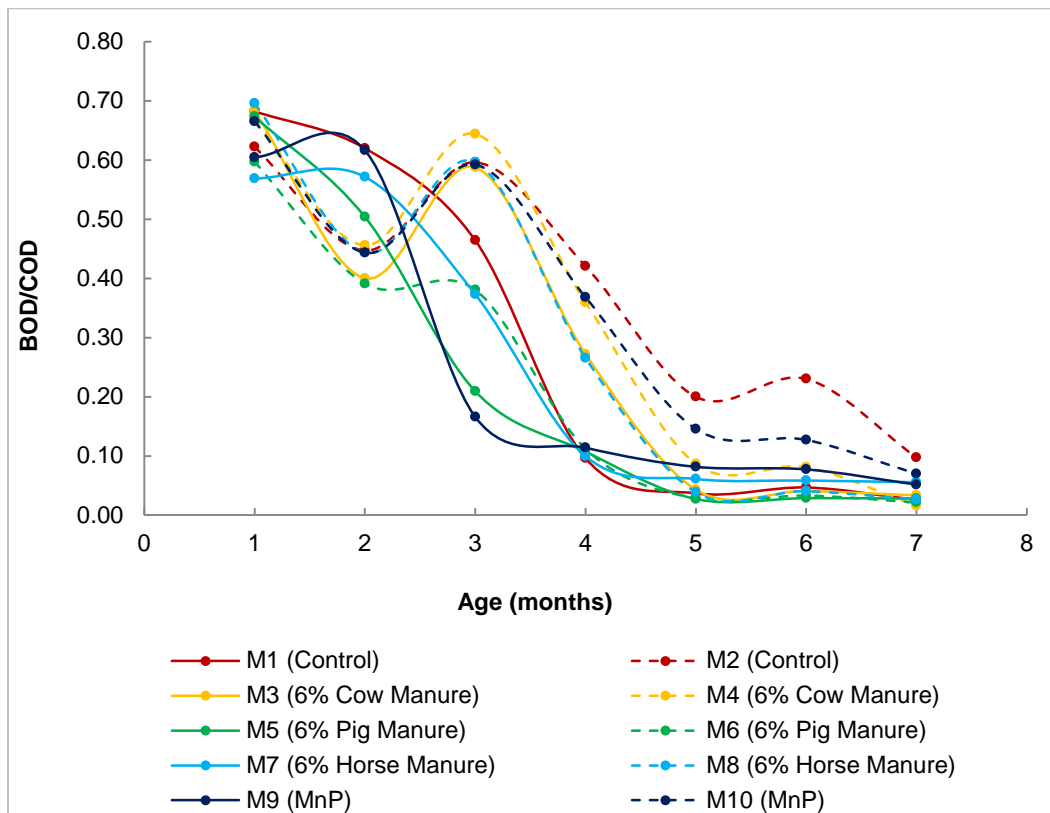 0.80
0.70
0.60
0.50
0.40
0.30
0.20
0.10
0.00
BOD/COD
0 1 2 3 4 5 6 7 8
Age (months)
M1 (Control) M2 (Control)
M3 (6% Cow Manure) M4 (6% Cow Manure)
M5 (6% Pig Manure) M6 (6% Pig Manure)
M7 (6% Horse Manure) M8 (6% Horse Manure)
M9 (MnP) M10 (MnP)